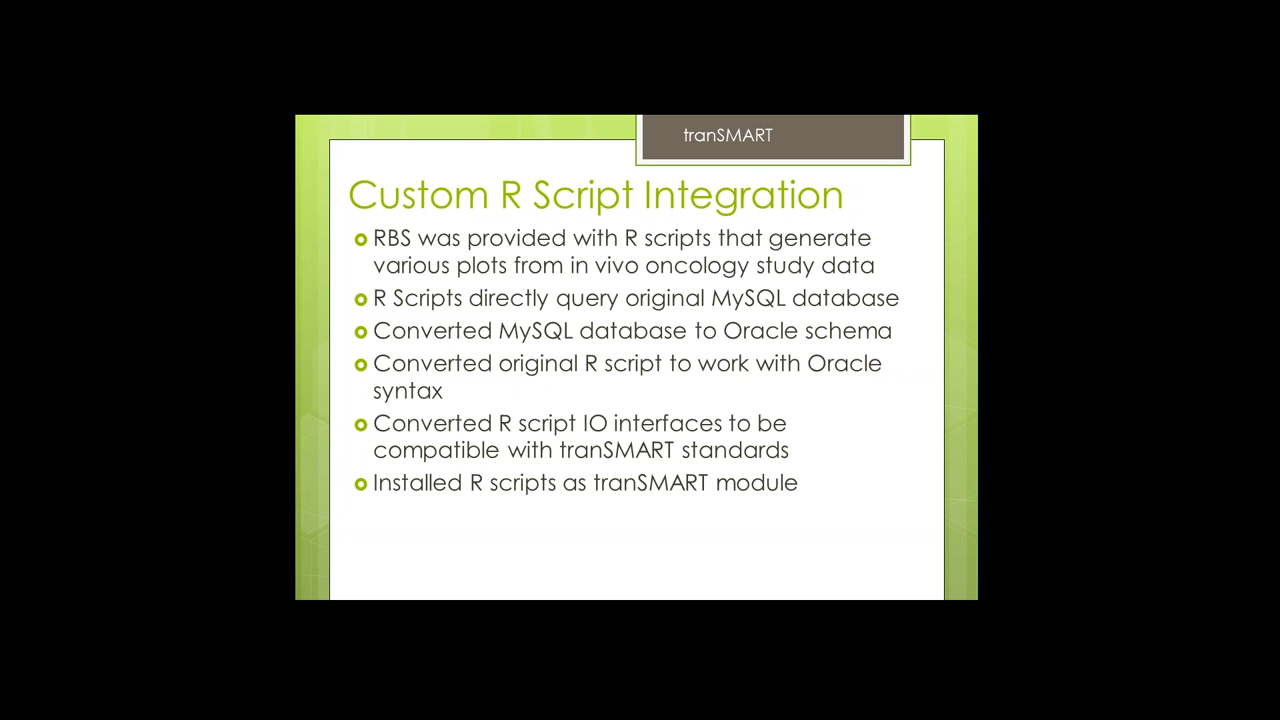 tranSMART
Custom R Script Integration
RBS was provided with R scripts that generate
various plots from in vivo oncology study data
R Scripts directly query original MySQL database
Converted MySQL database to Oracle schema
Converted original R script to work with Oracle
syntax
Converted R script IO interfaces to be
compatible with tranSMART standards
Installed R scripts as tranSMART module